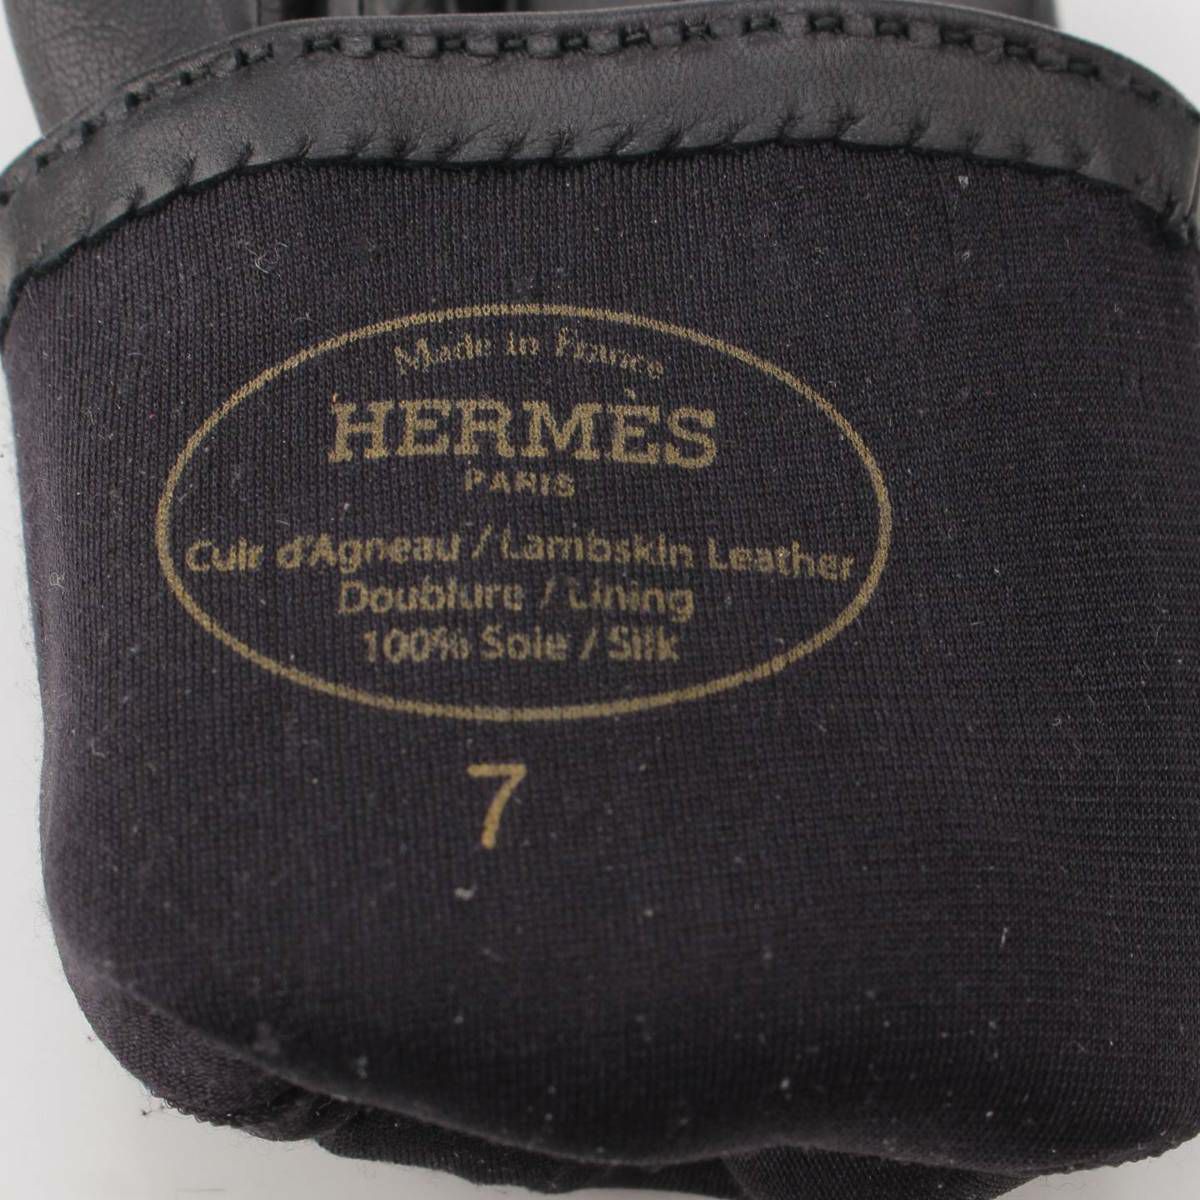 Made in France
HERMÈS
PARIS
Cuir d'Agneau / Lambskin Leather
Doublure / Lining
100% Soie / Silk
7